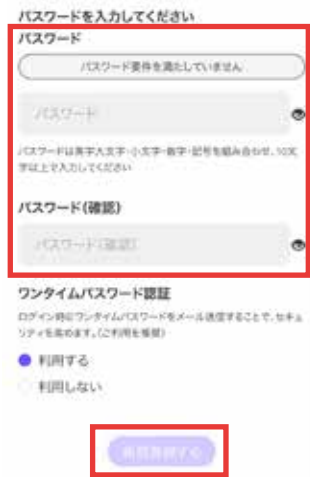 パスワードを入力してください
パスワード
パスワード要件を満たしていません
パスワード
パスワードは英字大文字・小文字・数字・記号を組み合わせ、10文
字以上で入力してください
パスワード(確認)
パスワード(確認)
ワンタイムパスワード認証
ログイン時にワンタイムパスワードをメール送信することで、セキュ
リティを高めます。(ご利用を推奨)
利用する
利用しない